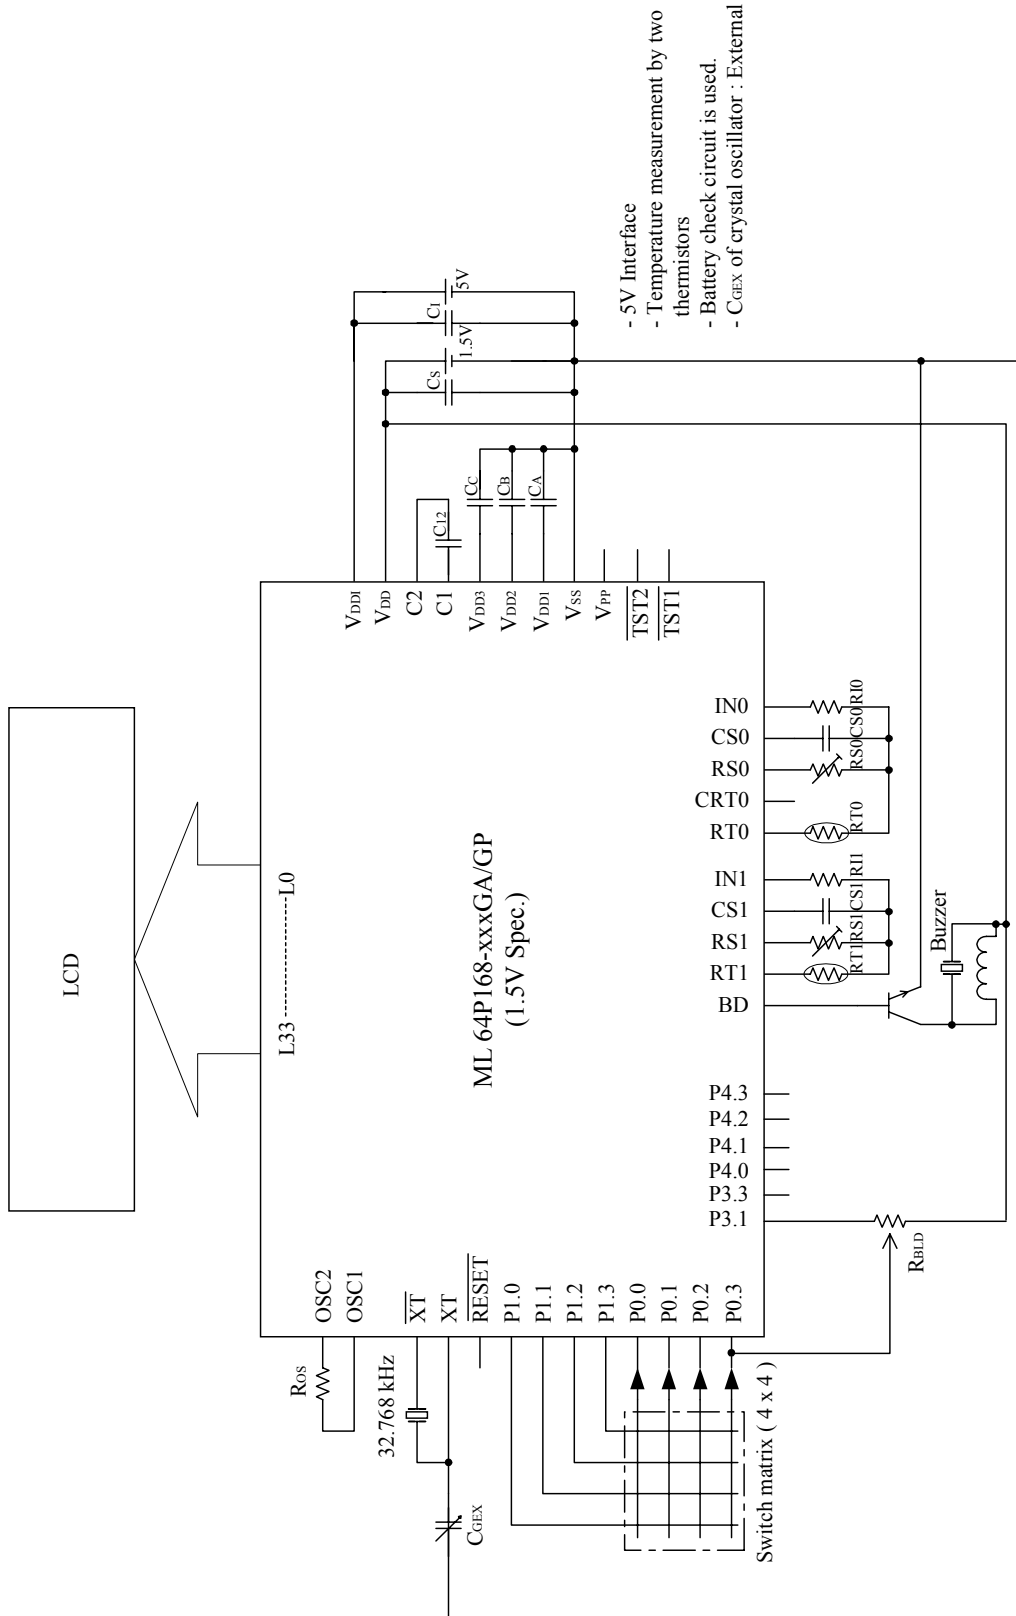 LCD
L33 ---------- L0
ML 64P168-xxxGA/GP
(1.5V Spec.)
OSC2
OSC1
ROS
XT
XT
32.768 kHz
CGEX
RESET
P1.0
P1.1
P1.2
P1.3
P0.0
P0.1
P0.2
P0.3
Switch matrix ( 4 x 4 )
VDDI
VDD
C2
C1
VDD3
VDD2
VDD1
VSS
VPP
TST2
TST1
C12
CC
CB
CA
CS
1.5V
CI
5V
P3.1
P3.3
P4.0
P4.1
P4.2
P4.3
BD
RT1
RS1
CS1
IN1
RT0
CRT0
RS0
CS0
IN0
RBLD
Buzzer
RT1
RS1
CS1
RI1
RT0
RS0
CS0
RI0
- 5V Interface
- Temperature measurement by two
thermistors
- Battery check circuit is used.
- CGEX of crystal oscillator : External